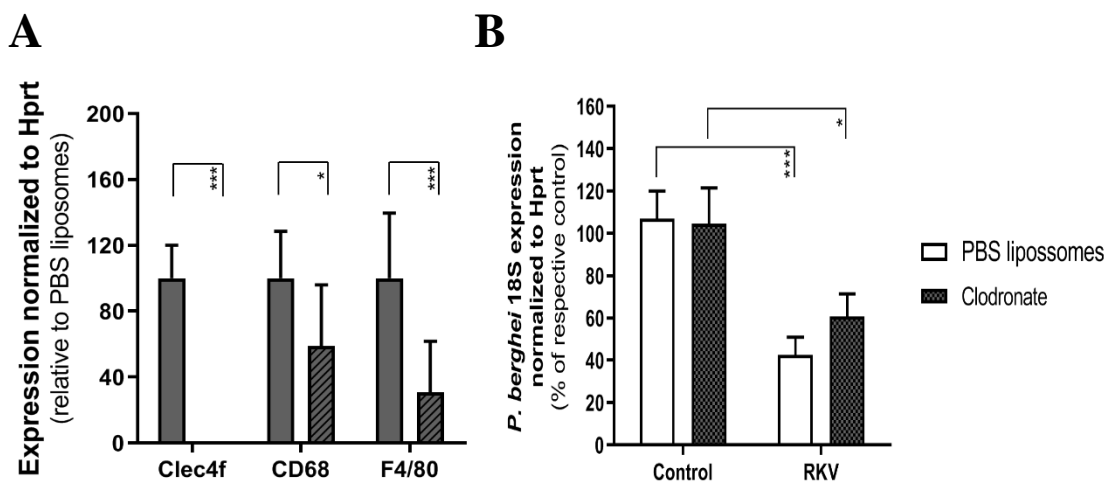 A
B
Expression normalized to Hprt
(relative to PBS liposomes)
200
160
120
80
40
0
***
*
***
Clec4f
CD68
F4/80
P. berghei 18S expression
normalized to Hprt
(% of respective control)
160
140
120
100
80
60
40
20
0
***
*
Control
RKV
PBS lipossomes
Clodronate